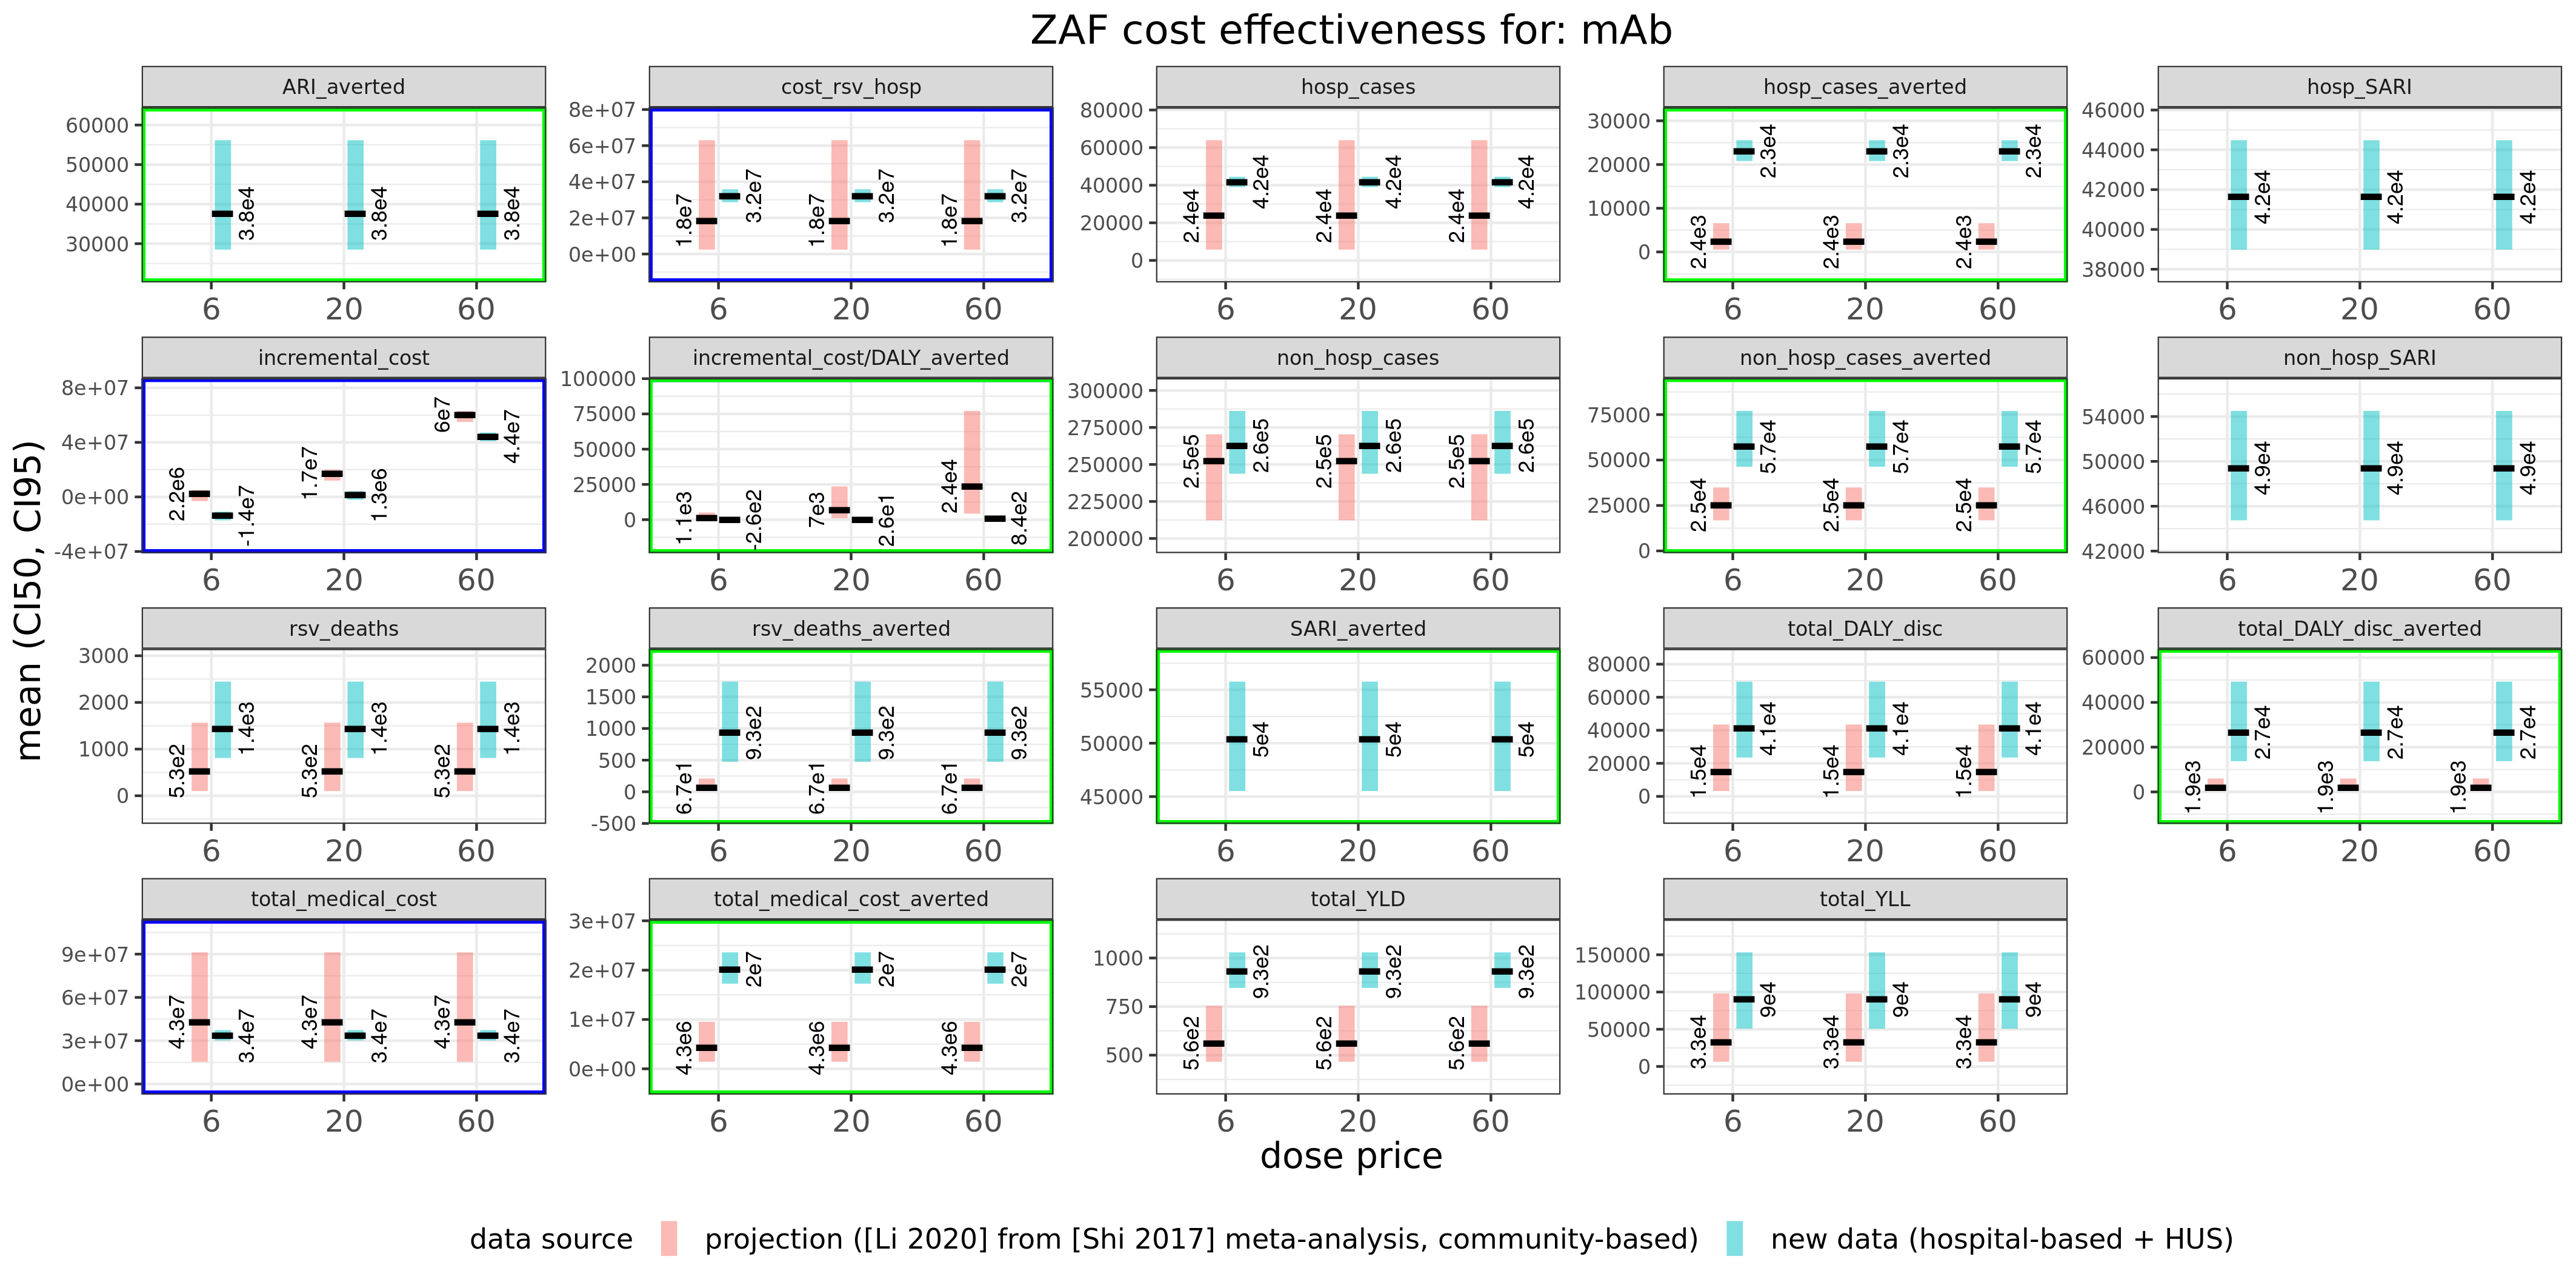 ZAF cost effectiveness for: mAb
mean (CI50, CI95)
ARI_averted
60000
50000
40000
30000
3.8e4
3.8e4
3.8e4
6
20
60
cost_rsv_hosp
8e+07
6e+07
4e+07
2e+07
0e+00
1.8e7
3.2e7
1.8e7
3.2e7
1.8e7
3.2e7
6
20
60
hosp_cases
80000
60000
40000
20000
0
2.4e4
4.2e4
2.4e4
4.2e4
2.4e4
4.2e4
6
20
60
hosp_cases_averted
30000
20000
10000
0
2.4e3
2.3e4
2.4e3
2.3e4
2.4e3
2.3e4
6
20
60
hosp_SARI
46000
44000
42000
40000
38000
4.2e4
4.2e4
4.2e4
6
20
60
incremental_cost
8e+07
4e+07
0e+00
-4e+07
2.2e6
-1.4e7
1.7e7
1.3e6
6e7
4.4e7
6
20
60
incremental_cost/DALY_averted
100000
75000
50000
25000
0
1.1e3
-2.6e2
7e3
2.6e1
2.4e4
8.4e2
6
20
60
non_hosp_cases
300000
275000
250000
225000
200000
2.5e5
2.6e5
2.5e5
2.6e5
2.5e5
2.6e5
6
20
60
non_hosp_cases_averted
75000
50000
25000
0
2.5e4
5.7e4
2.5e4
5.7e4
2.5e4
5.7e4
6
20
60
non_hosp_SARI
54000
50000
46000
42000
4.9e4
4.9e4
4.9e4
6
20
60
rsv_deaths
3000
2000
1000
0
5.3e2
1.4e3
5.3e2
1.4e3
5.3e2
1.4e3
6
20
60
rsv_deaths_averted
2000
1500
1000
500
0
-500
6.7e1
9.3e2
6.7e1
9.3e2
6.7e1
9.3e2
6
20
60
SARI_averted
55000
50000
45000
5e4
5e4
5e4
6
20
60
total_DALY_disc
80000
60000
40000
20000
0
1.5e4
4.1e4
1.5e4
4.1e4
1.5e4
4.1e4
6
20
60
total_DALY_disc_averted
60000
40000
20000
0
1.9e3
2.7e4
1.9e3
2.7e4
1.9e3
2.7e4
6
20
60
total_medical_cost
9e+07
6e+07
3e+07
0e+00
4.3e7
3.4e7
4.3e7
3.4e7
4.3e7
3.4e7
6
20
60
total_medical_cost_averted
3e+07
2e+07
1e+07
0e+00
4.3e6
2e7
4.3e6
2e7
4.3e6
2e7
6
20
60
total_YLD
1000
750
500
5.6e2
9.3e2
5.6e2
9.3e2
5.6e2
9.3e2
6
20
60
total_YLL
150000
100000
50000
0
3.3e4
9e4
3.3e4
9e4
3.3e4
9e4
6
20
60
dose price
data source
projection ([Li 2020] from [Shi 2017] meta-analysis, community-based)
new data (hospital-based + HUS)